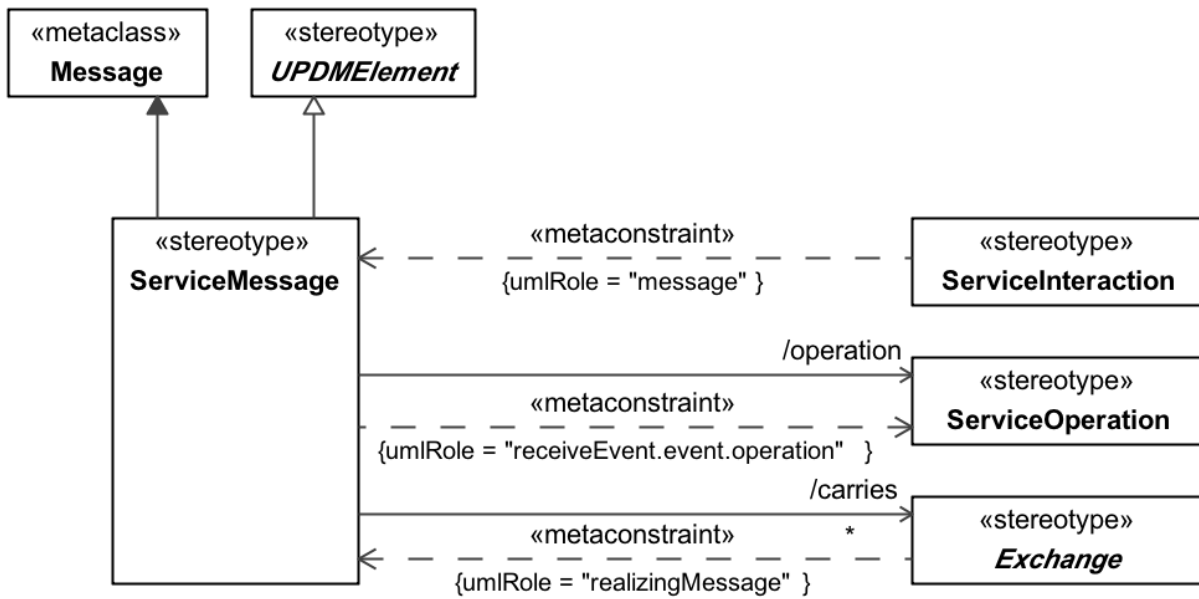 «metaclass»
Message
«stereotype»
UPDMElement
«stereotype»
ServiceMessage
«metaconstraint»
{umlRole = "message" }
«stereotype»
ServiceInteraction
/operation
«metaconstraint»
{umlRole = "receiveEvent.event.operation" }
«stereotype»
ServiceOperation
/carries
«metaconstraint»
*
{umlRole = "realizingMessage" }
«stereotype»
Exchange